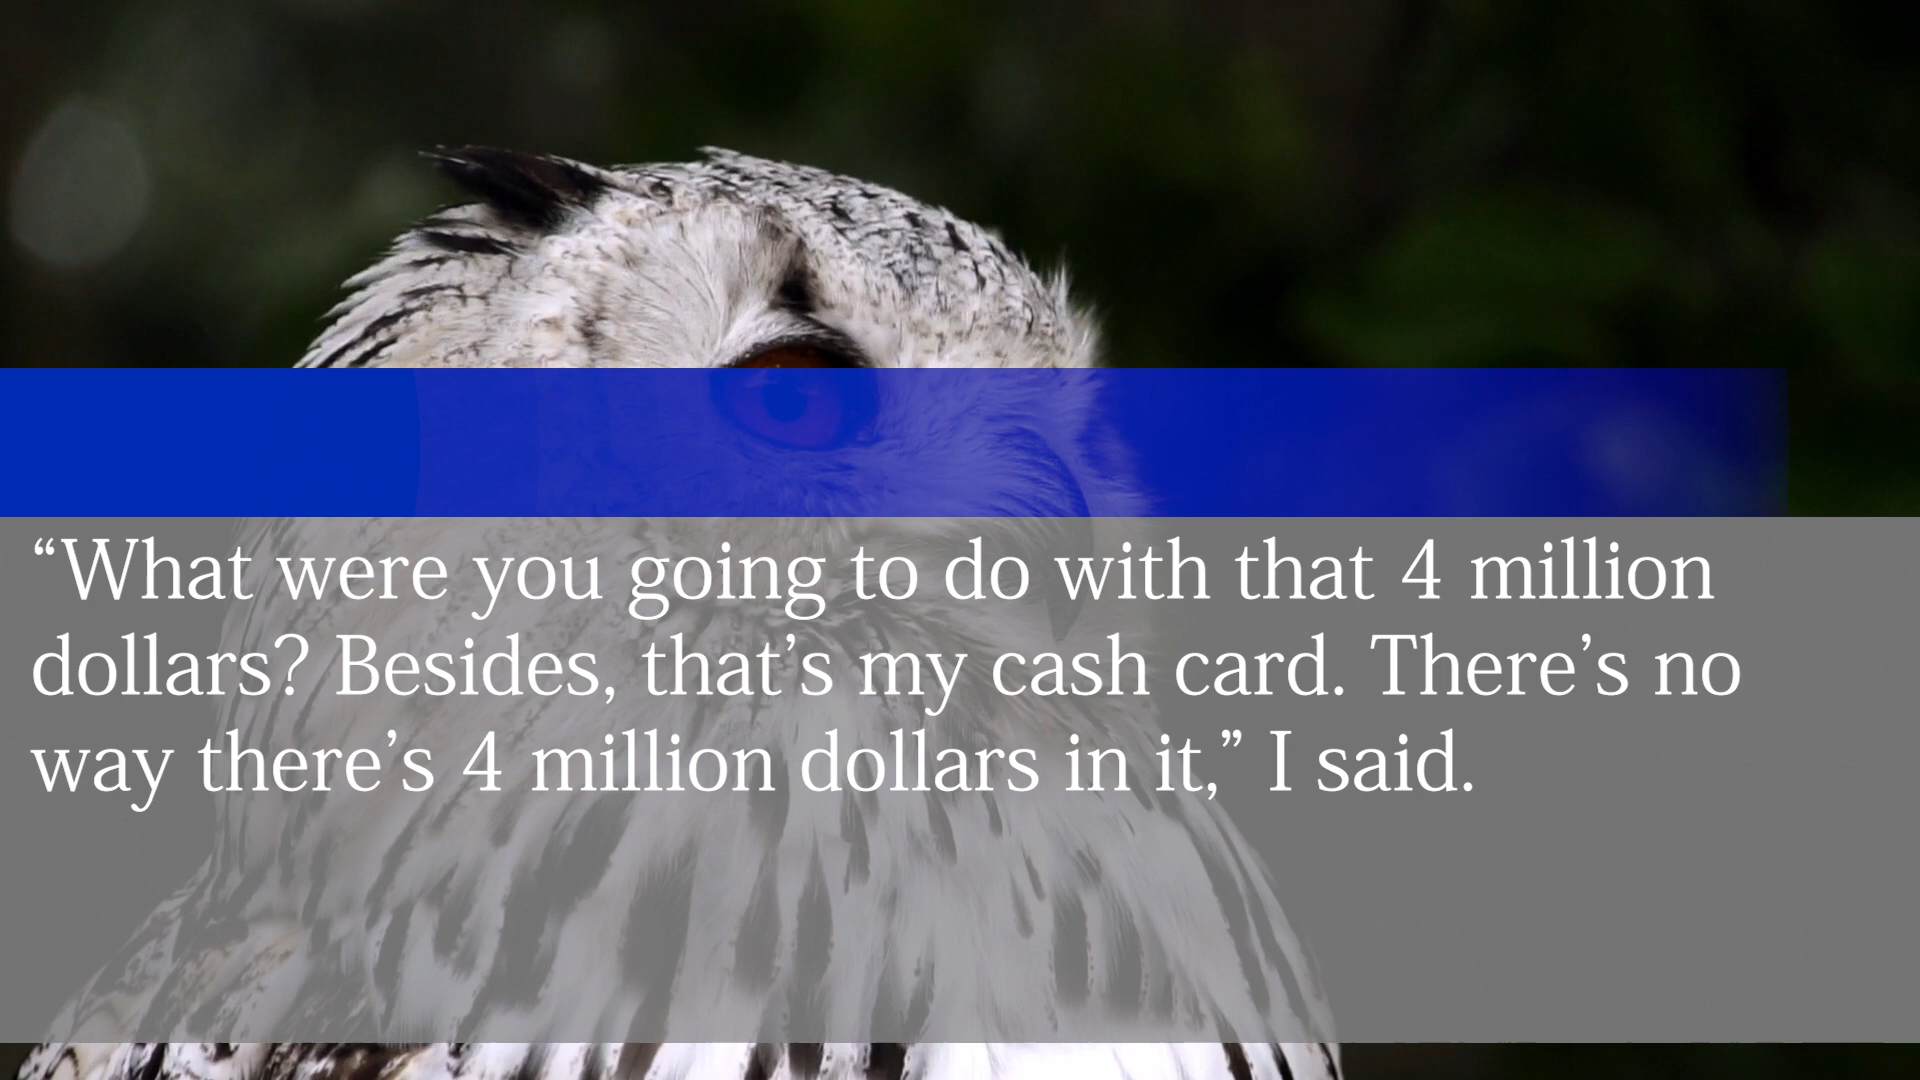 “What were you going to do with that 4 million
dollars? Besides, that’s my cash card. There’s no
way there’s 4 million dollars in it,” I said.